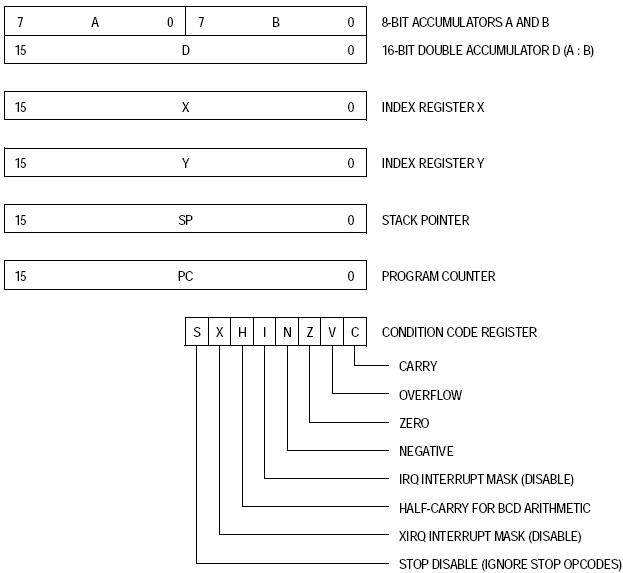 7 A 0 7 B 0 8-BIT ACCUMULATORS A AND B
15 D 0 16-BIT DOUBLE ACCUMULATOR D (A : B)
15 X 0 INDEX REGISTER X
15 Y 0 INDEX REGISTER Y
15 SP 0 STACK POINTER
15 PC 0 PROGRAM COUNTER
S X H I N Z V C CONDITION CODE REGISTER
CARRY
OVERFLOW
ZERO
NEGATIVE
IRQ INTERRUPT MASK (DISABLE)
HALF-CARRY FOR BCD ARITHMETIC
XIRQ INTERRUPT MASK (DISABLE)
STOP DISABLE (IGNORE STOP OPCODES)